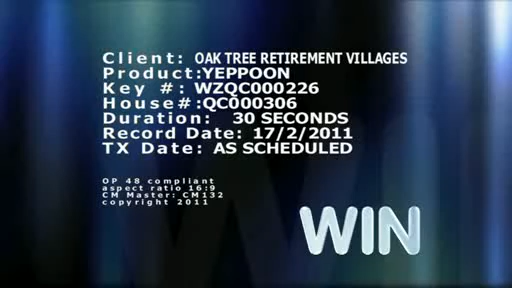 Client: OAK TREE RETIREMENT VILLAGES
Product:YEPPOON
Key #: WZQC000226
House#:QC000306
Duration: 30 SECONDS
Record Date: 17/2/2011
TX Date: AS SCHEDULED
OP 48 compliant
aspect ratio 16:9
CM Master: CM132
copyright 2011
WIN